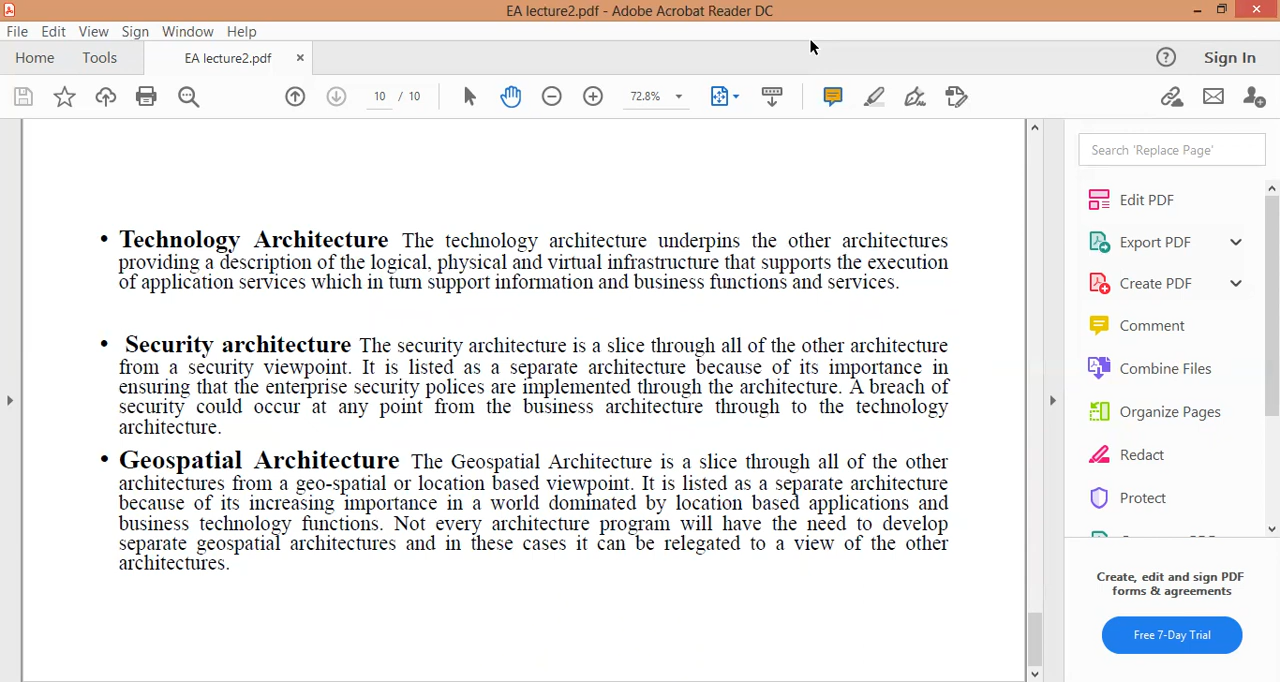 EA lecture2.pdf - Adobe Acrobat Reader DC
File Edit View Sign Window Help
Home Tools EA lecture2.pdf × Sign In
10 / 10 72.8%
• Technology Architecture The technology architecture underpins the other architectures
providing a description of the logical, physical and virtual infrastructure that supports the execution
of application services which in turn support information and business functions and services.
• Security architecture The security architecture is a slice through all of the other architecture
from a security viewpoint. It is listed as a separate architecture because of its importance in
ensuring that the enterprise security polices are implemented through the architecture. A breach of
security could occur at any point from the business architecture through to the technology
architecture.
• Geospatial Architecture The Geospatial Architecture is a slice through all of the other
architectures from a geo-spatial or location based viewpoint. It is listed as a separate architecture
because of its increasing importance in a world dominated by location based applications and
business technology functions. Not every architecture program will have the need to develop
separate geospatial architectures and in these cases it can be relegated to a view of the other
architectures.
Search 'Replace Page'
Edit PDF
Export PDF
Create PDF
Comment
Combine Files
Organize Pages
Redact
Protect
Create, edit and sign PDF
forms & agreements
Free 7-Day Trial